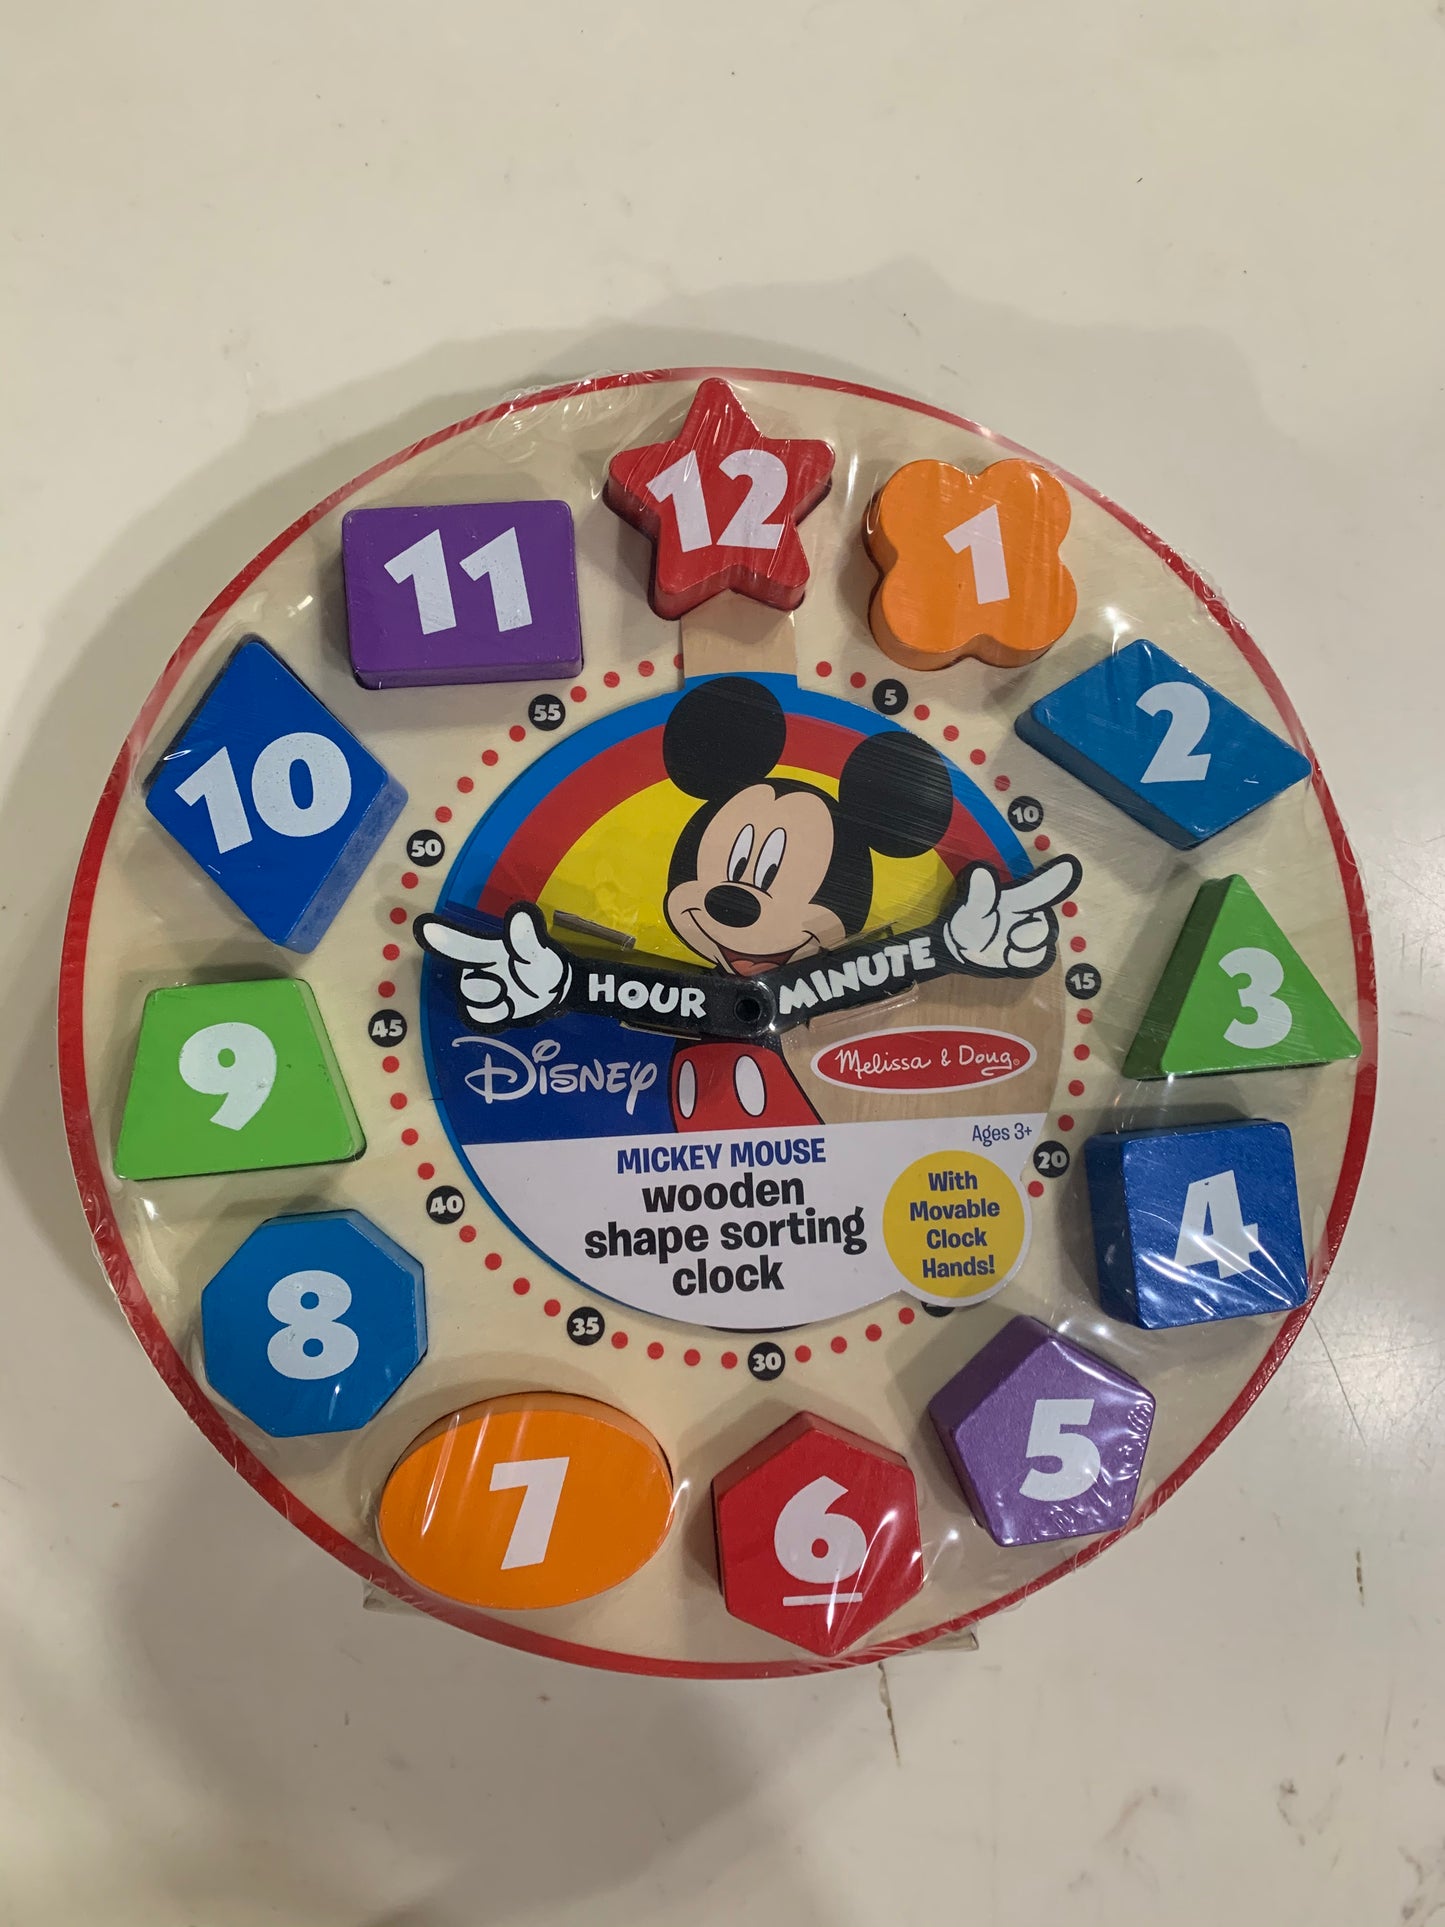 12
1
2
3
4
5
6
7
8
9
10
11
5
10
15
20
30
35
40
45
50
55
HOUR
MINUTE
Disney
Melissa & Doug®
Ages 3+
MICKEY MOUSE
wooden
shape sorting
clock
With
Movable
Clock
Hands!